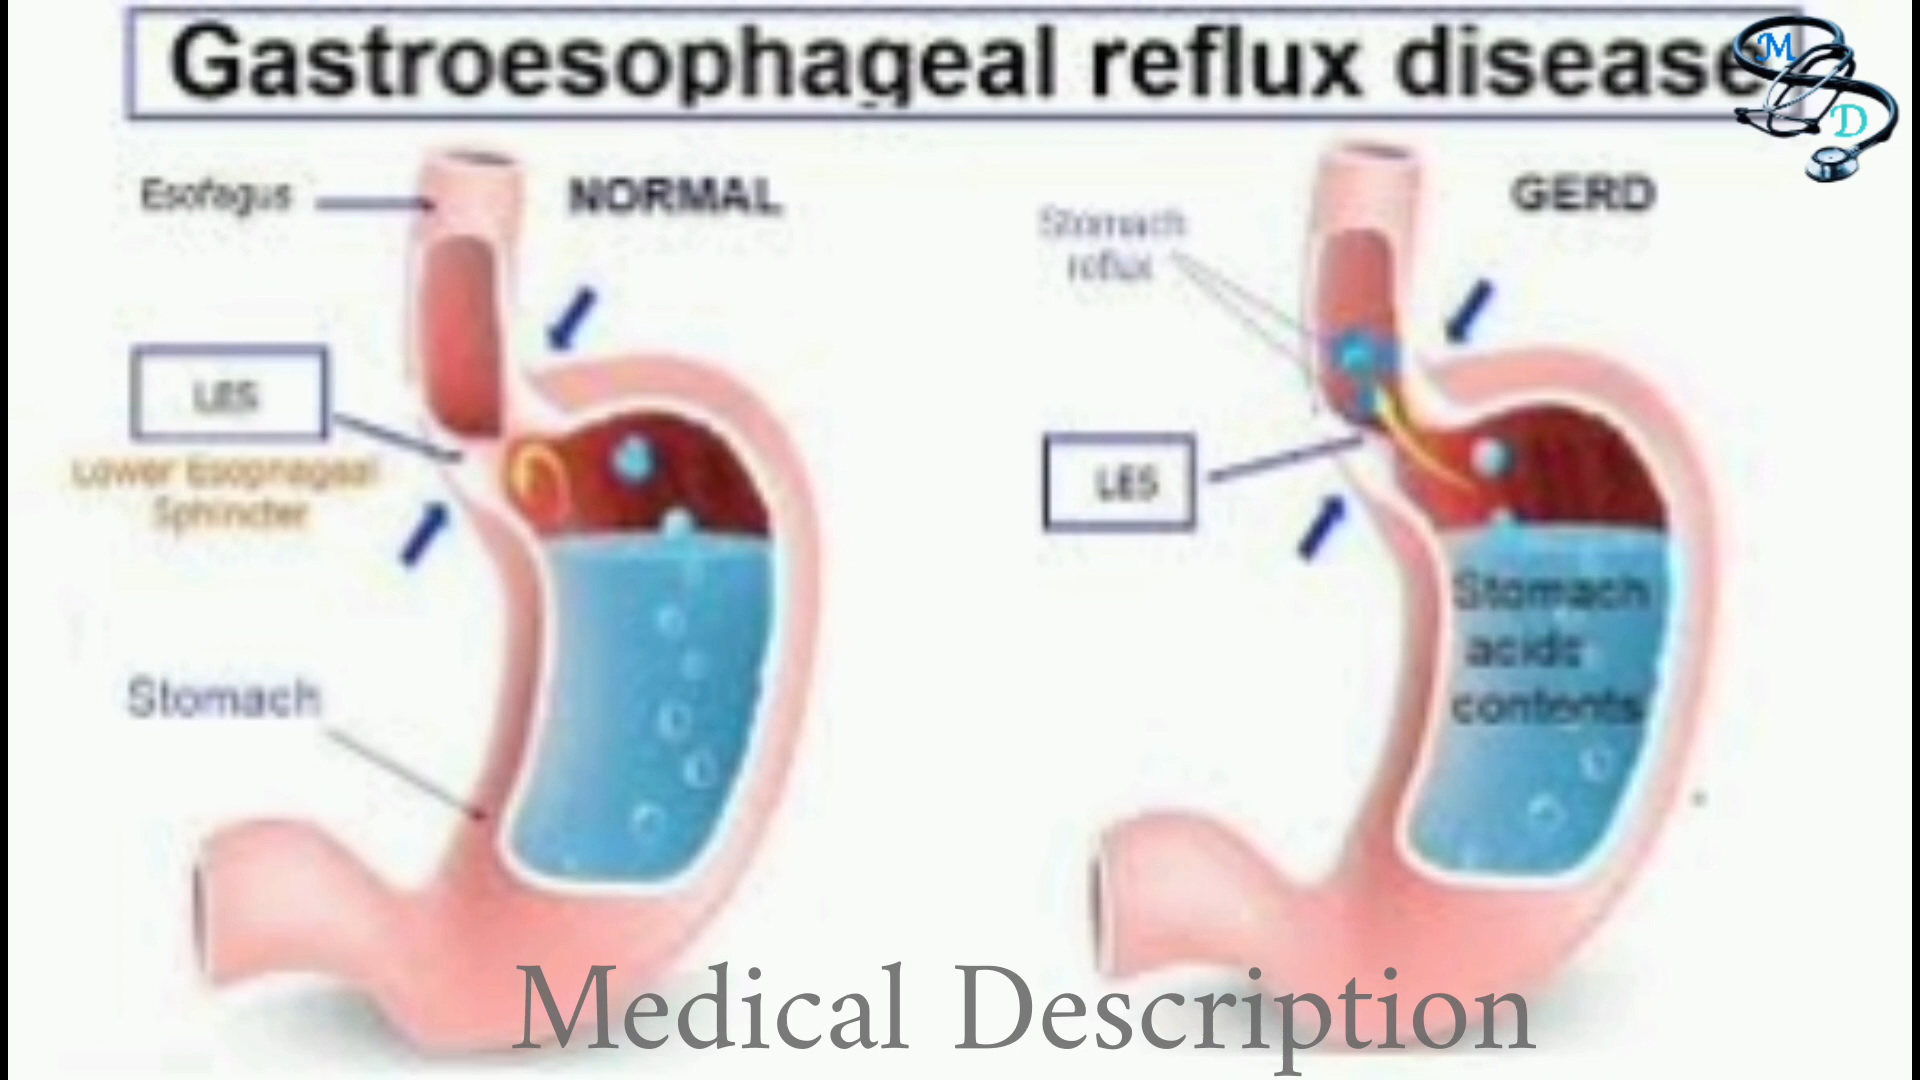 Gastroesophageal reflux disease
M
D
Esofagus
NORMAL
GERD
Stomach
reflux
LES
Lower Esophageal
Sphincter
LES
Stomach
acids
contents
Stomach
Medical Description